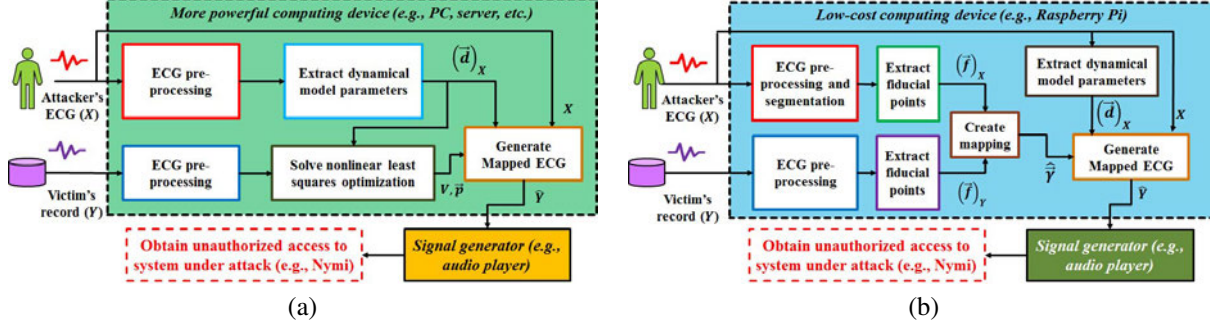 More powerful computing device (e.g., PC, server, etc.)
ECG pre-
processing
Extract dynamical
model parameters
(d⃗)X
Attacker's
ECG (X)
X
ECG pre-
processing
Solve nonlinear least
squares optimization
Generate
Mapped ECG
V, p⃗
Victim's
record (Y)
Ŷ
Obtain unauthorized access to
system under attack (e.g., Nymi)
Signal generator (e.g.,
audio player)
(a)
Low-cost computing device (e.g., Raspberry Pi)
ECG pre-
processing and
segmentation
Extract
fiducial
points
(f⃗)X
Extract dynamical
model parameters
Attacker's
ECG (X)
(d⃗)X
X
Create
mapping
ECG pre-
processing
Extract
fiducial
points
(f⃗)Y
Generate
Mapped ECG
Ŷ⃗
Victim's
record (Y)
Ŷ
Obtain unauthorized access to
system under attack (e.g., Nymi)
Signal generator (e.g.,
audio player)
(b)